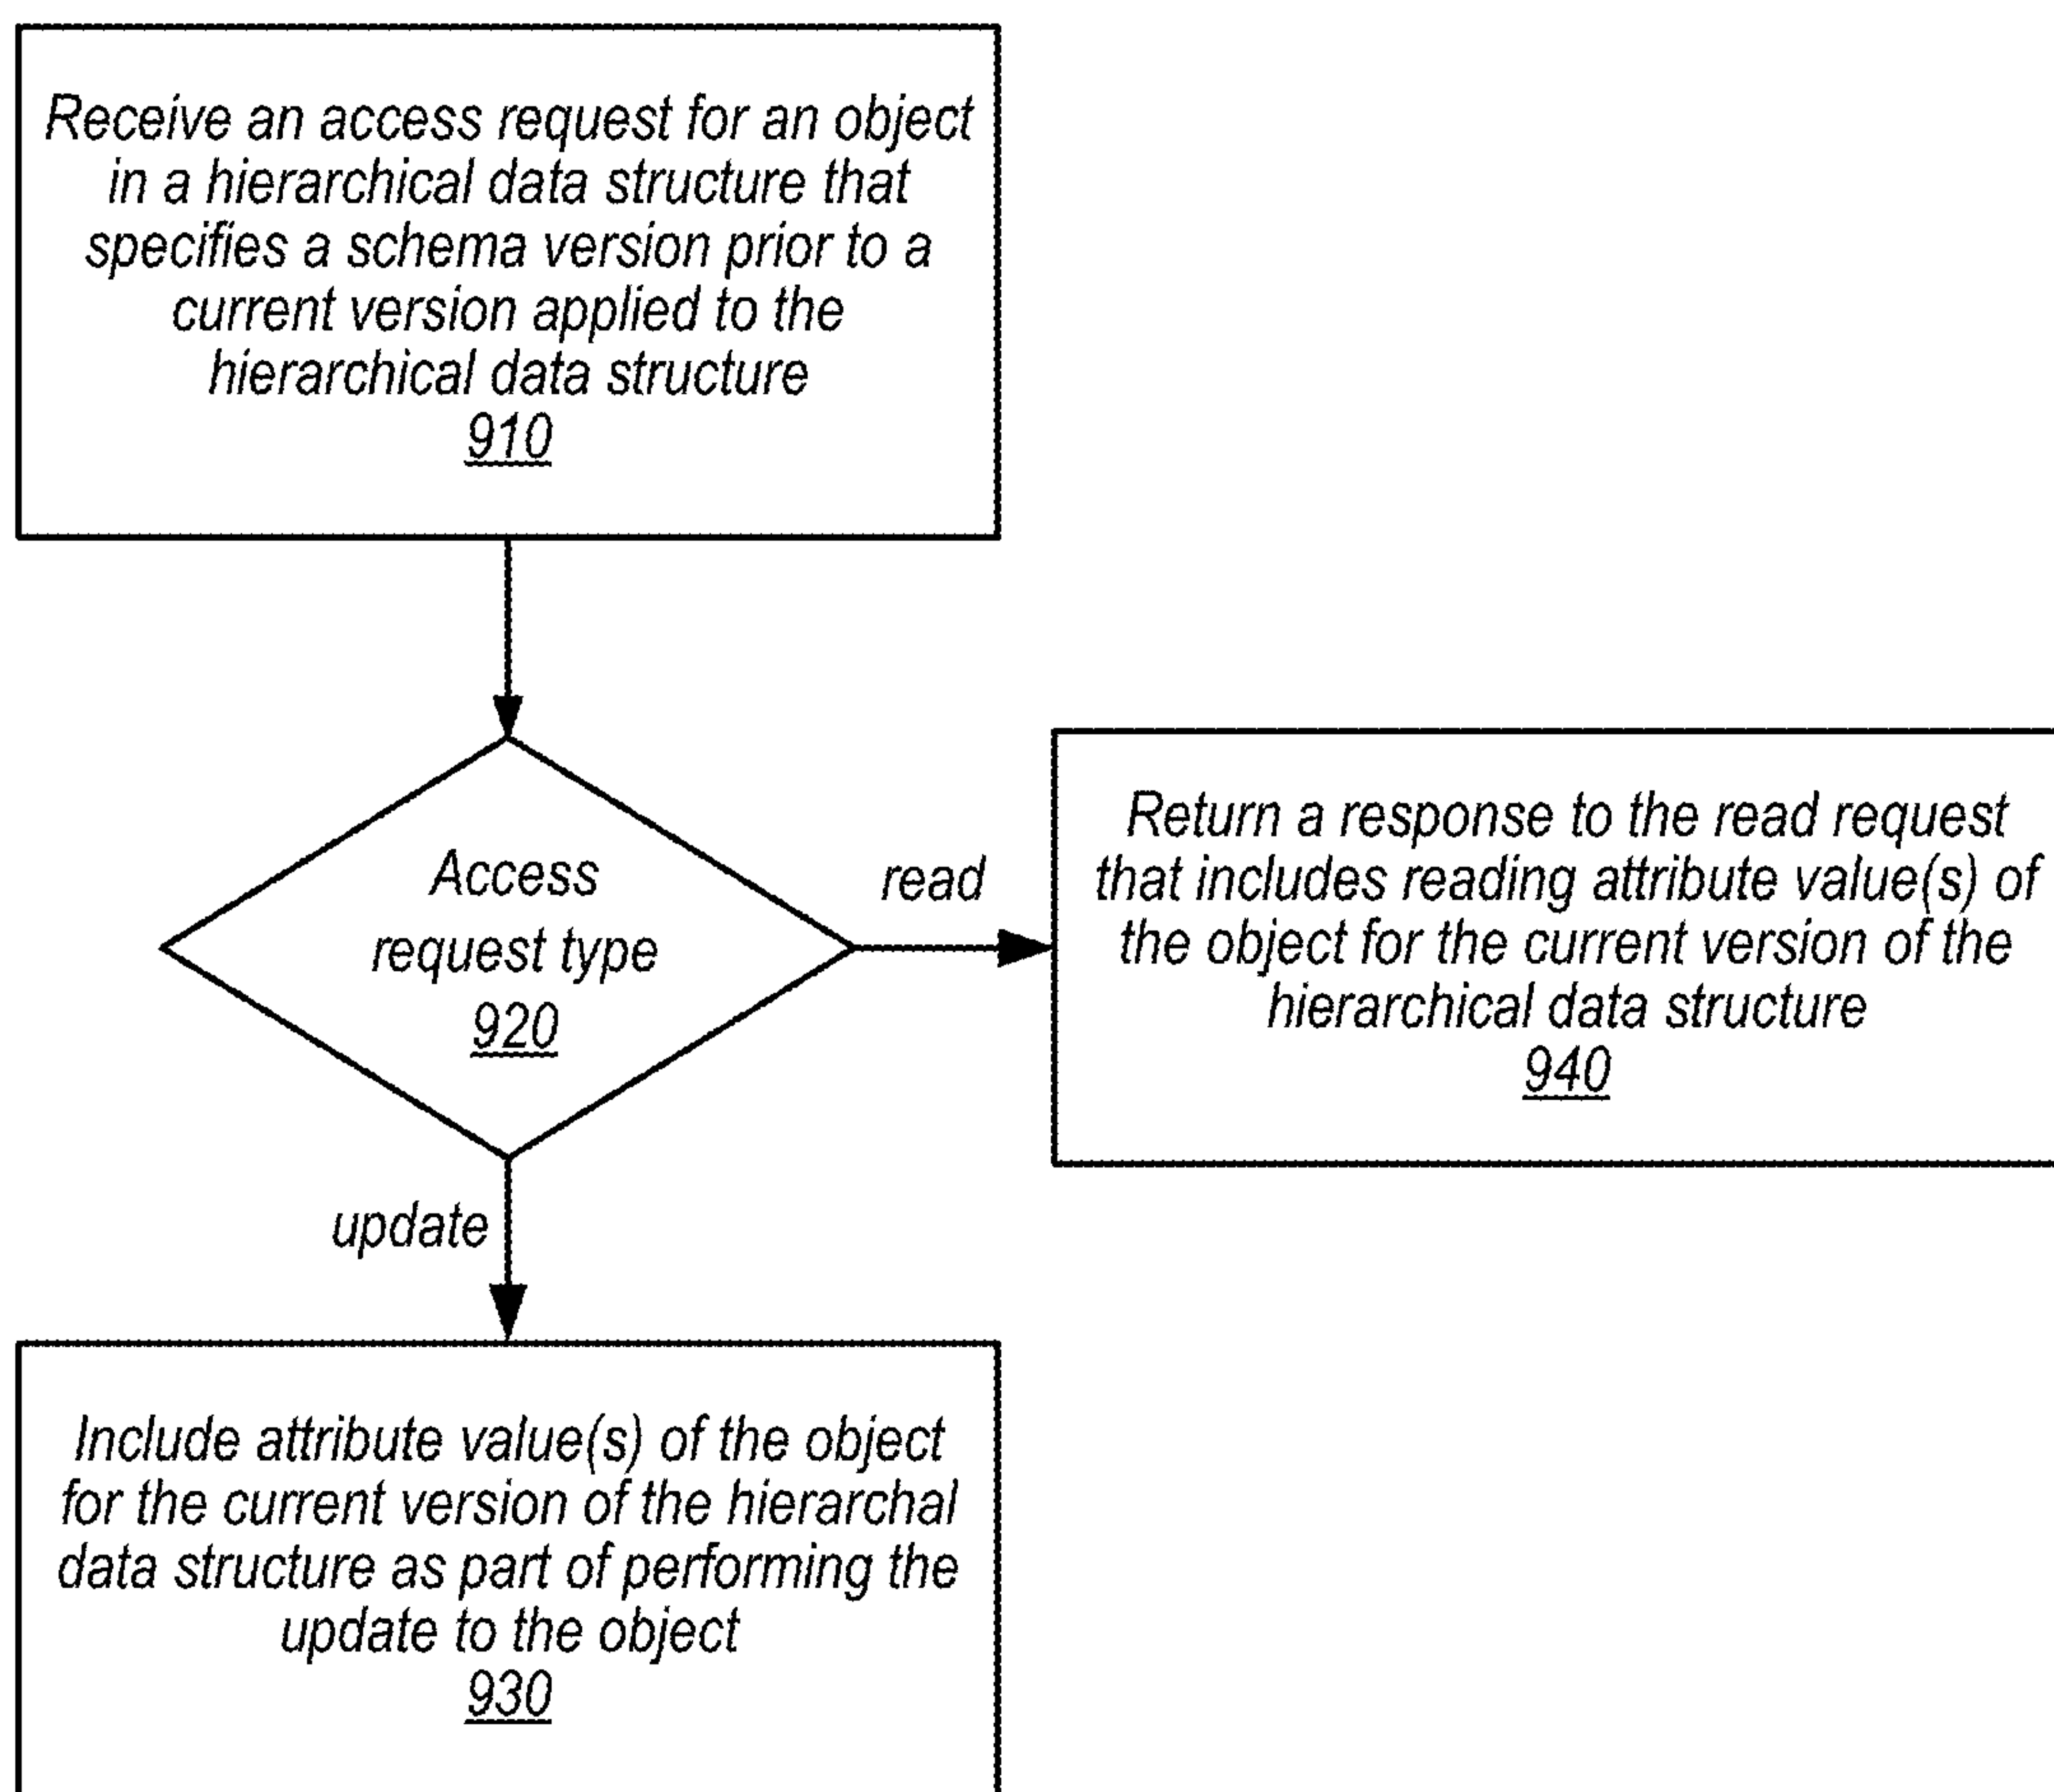 Receive an access request for an object
in a hierarchical data structure that
specifies a schema version prior to a
current version applied to the
hierarchical data structure
910
Access
request type
920
read
Return a response to the read request
that includes reading attribute value(s) of
the object for the current version of the
hierarchical data structure
940
update
Include attribute value(s) of the object
for the current version of the hierarchal
data structure as part of performing the
update to the object
930